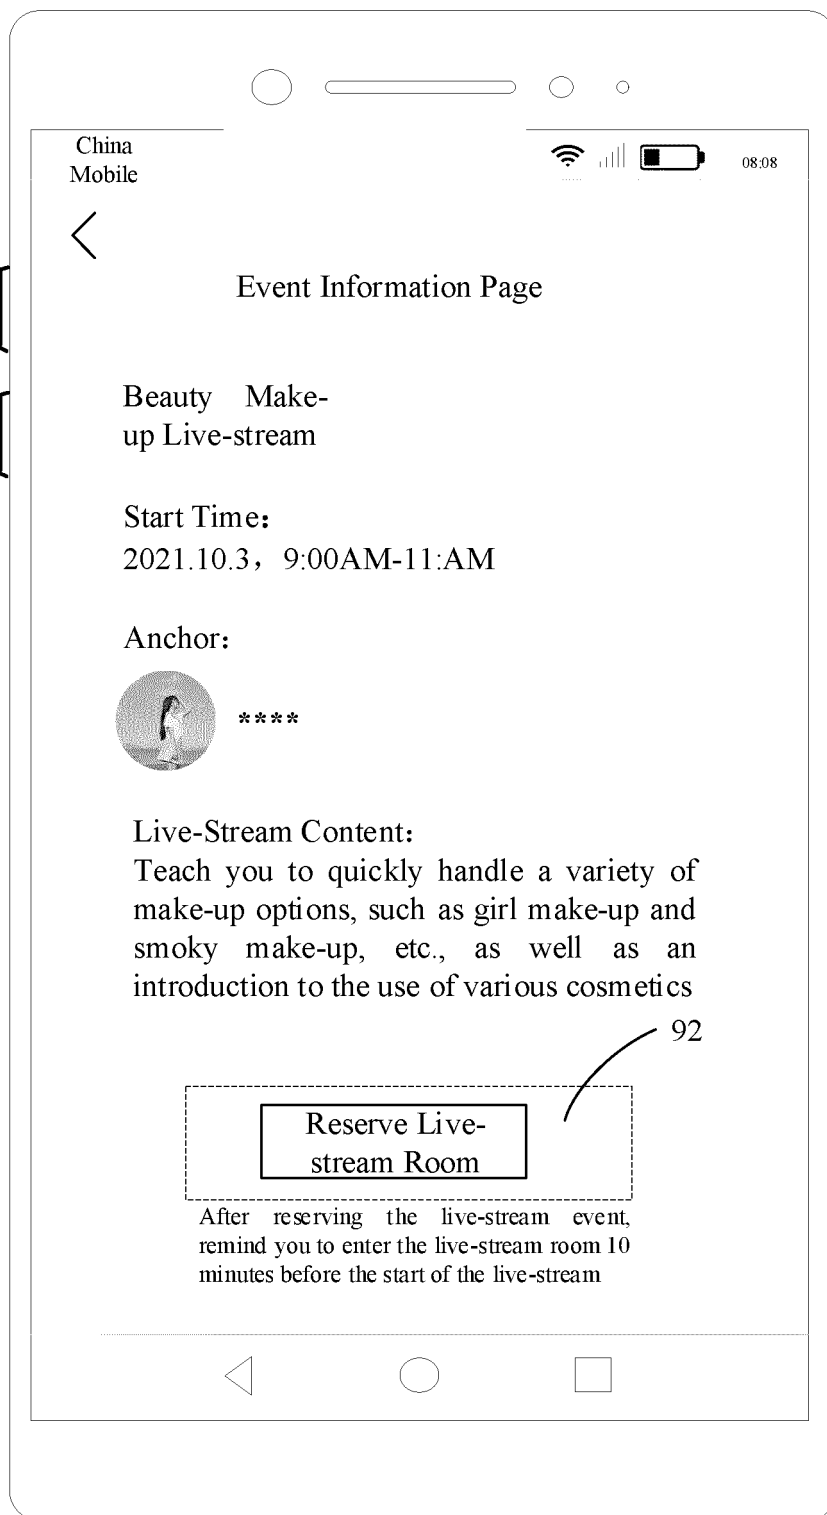 China
Mobile
08:08
Event Information Page
Beauty Make-
up Live-stream
Start Time：
2021.10.3， 9:00AM-11:AM
Anchor：
****
Live-Stream Content：
Teach you to quickly handle a variety of
make-up options, such as girl make-up and
smoky make-up, etc., as well as an
introduction to the use of various cosmetics
92
Reserve Live-
stream Room
After reserving the live-stream event,
remind you to enter the live-stream room 10
minutes before the start of the live-stream